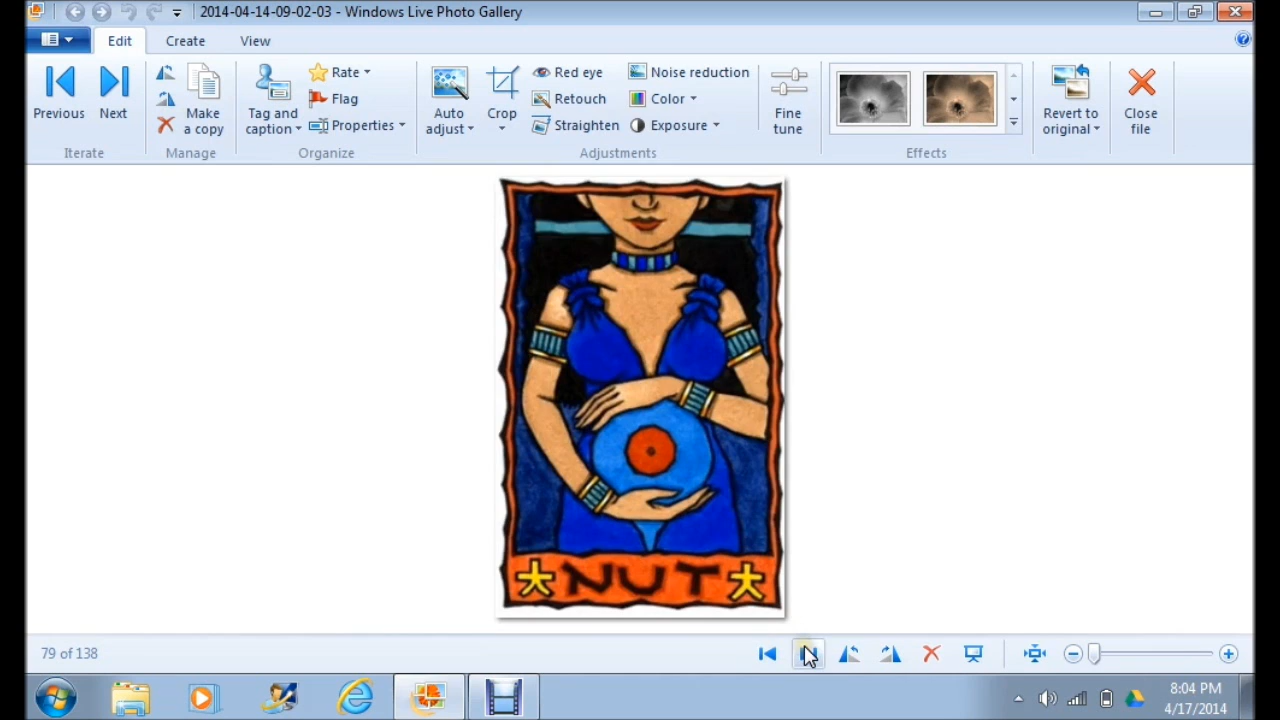 2014-04-14-09-02-03 - Windows Live Photo Gallery
Edit Create View
Previous
Next
Make a copy
Tag and caption
Rate
Flag
Properties
Auto adjust
Crop
Red eye
Retouch
Straighten
Noise reduction
Color
Exposure
Fine tune
Revert to original
Close file
Iterate Manage Organize Adjustments Effects
NUT
79 of 138
8:04 PM
4/17/2014